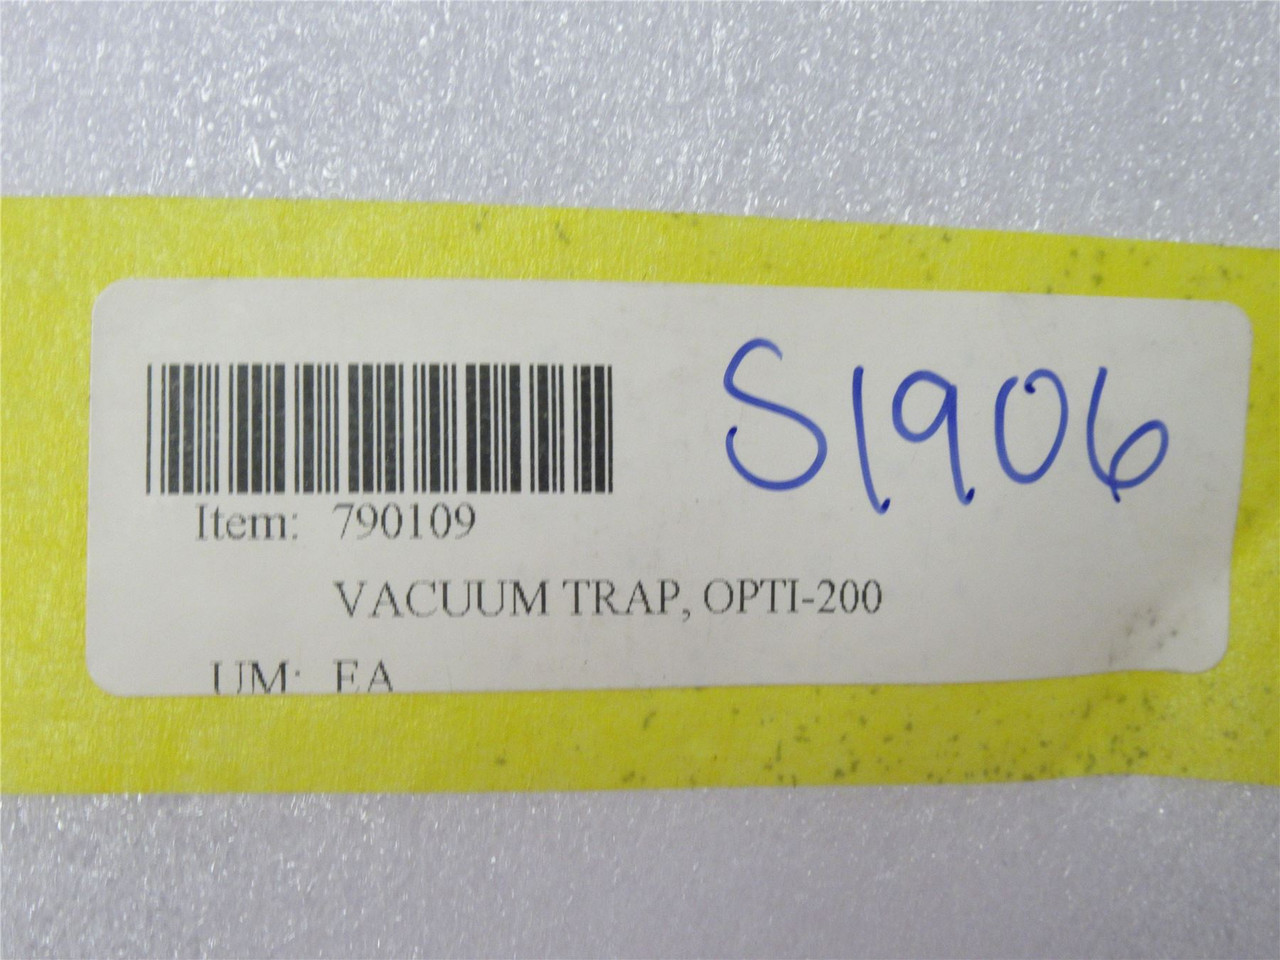 S1906
Item: 790109
VACUUM TRAP, OPTI-200
UM: EA